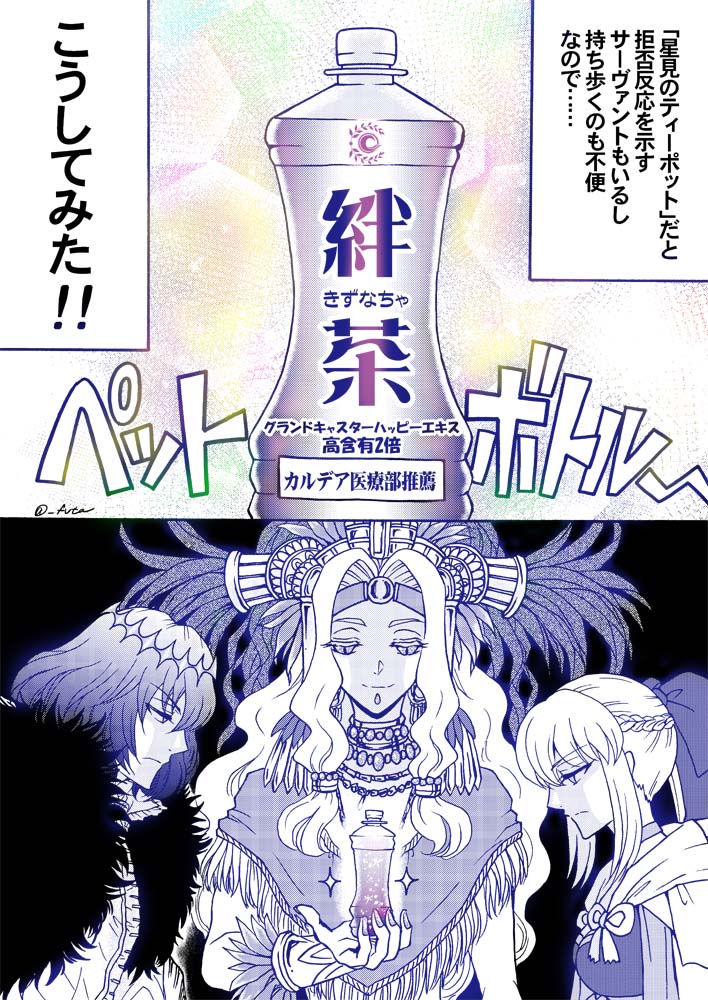 「星見のティーポット」だと
拒否反応を示す
サーヴァントもいるし
持ち歩くのも不便
なので……
こうしてみた!!
絆
きずなちゃ
茶
グランドキャスターハッピーエキス
高含有2倍
カルデア医療部推薦
ペットボトル〜